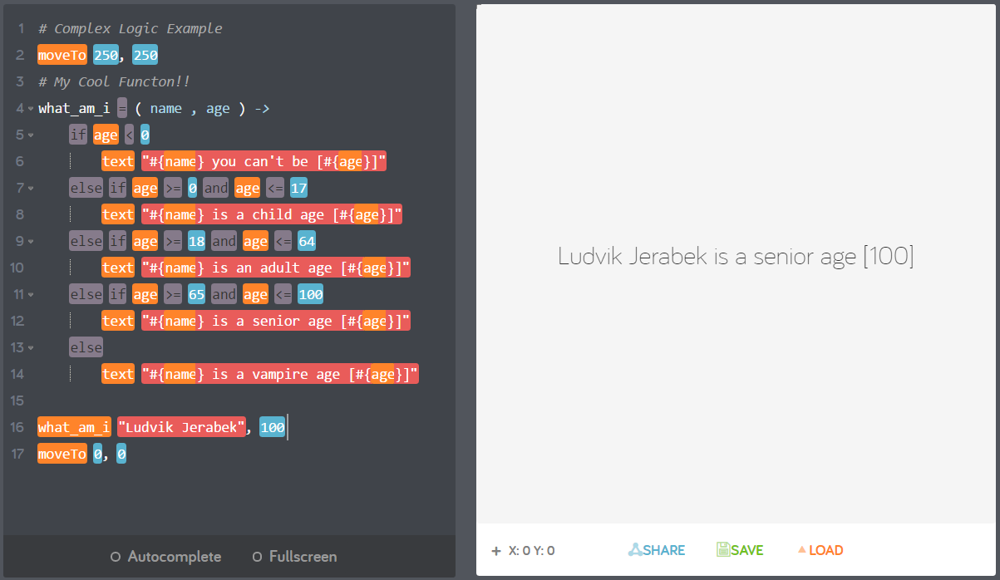 1 # Complex Logic Example
2 moveTo 250, 250
3 # My Cool Functon!!
4 what_am_i = ( name , age ) ->
5 if age < 0
6 text "#{name} you can't be [#{age}]"
7 else if age >= 0 and age <= 17
8 text "#{name} is a child age [#{age}]"
9 else if age >= 18 and age <= 64
10 text "#{name} is an adult age [#{age}]"
11 else if age >= 65 and age <= 100
12 text "#{name} is a senior age [#{age}]"
13 else
14 text "#{name} is a vampire age [#{age}]"
15
16 what_am_i "Ludvik Jerabek", 100
17 moveTo 0, 0
Autocomplete Fullscreen
Ludvik Jerabek is a senior age [100]
+ X: 0 Y: 0 SHARE SAVE LOAD